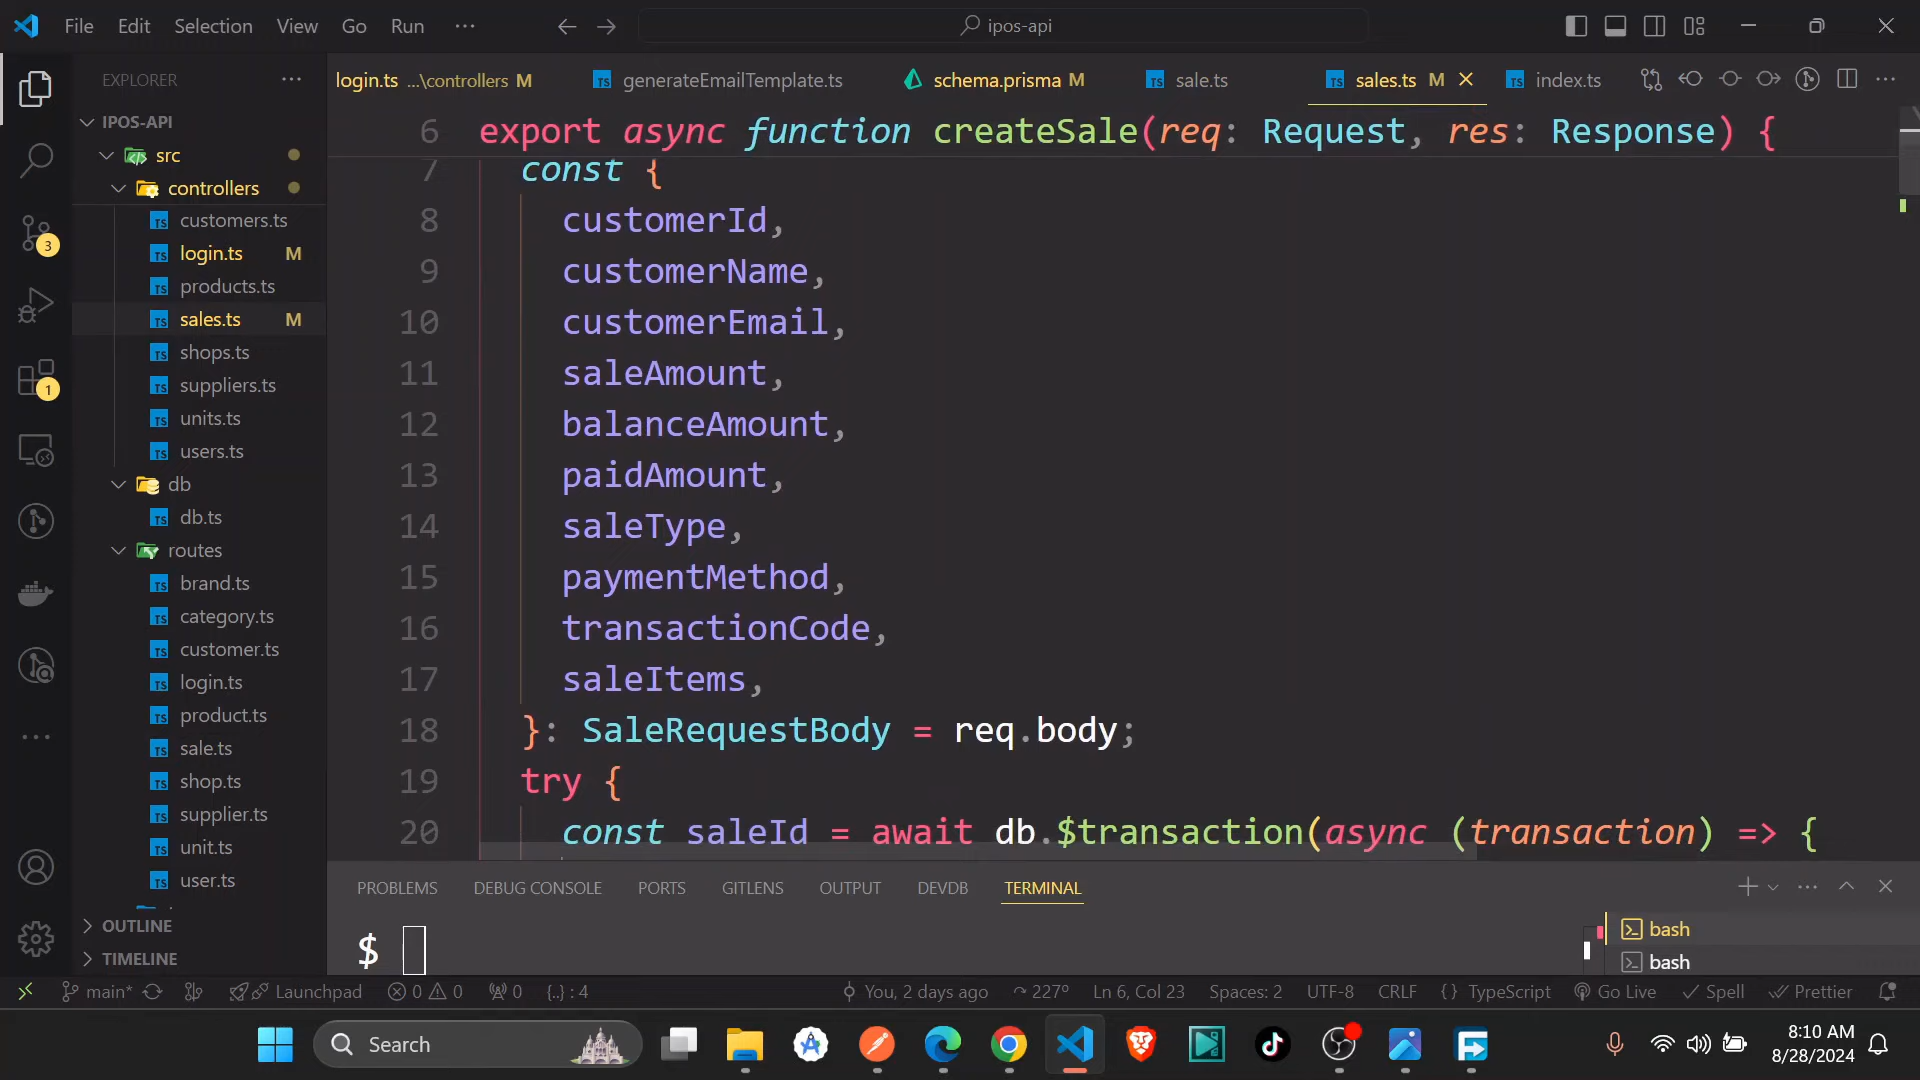 File Edit Selection View Go Run ipos-api
EXPLORER
IPOS-API
src
controllers
customers.ts
login.ts M
products.ts
sales.ts M
shops.ts
suppliers.ts
units.ts
users.ts
db
db.ts
routes
brand.ts
category.ts
customer.ts
login.ts
product.ts
sale.ts
shop.ts
supplier.ts
unit.ts
user.ts
OUTLINE
TIMELINE
3
1
login.ts ...\controllers M generateEmailTemplate.ts schema.prisma M sale.ts sales.ts M index.ts
6 export async function createSale(req: Request, res: Response) {
7 const {
8 customerId,
9 customerName,
10 customerEmail,
11 saleAmount,
12 balanceAmount,
13 paidAmount,
14 saleType,
15 paymentMethod,
16 transactionCode,
17 saleItems,
18 }: SaleRequestBody = req.body;
19 try {
20 const saleId = await db.$transaction(async (transaction) => {
PROBLEMS DEBUG CONSOLE PORTS GITLENS OUTPUT DEVDB TERMINAL
$
bash
bash
main* Launchpad 0 0 0 {..} : 4 You, 2 days ago 227° Ln 6, Col 23 Spaces: 2 UTF-8 CRLF {} TypeScript Go Live Spell Prettier
Search
8:10 AM
8/28/2024